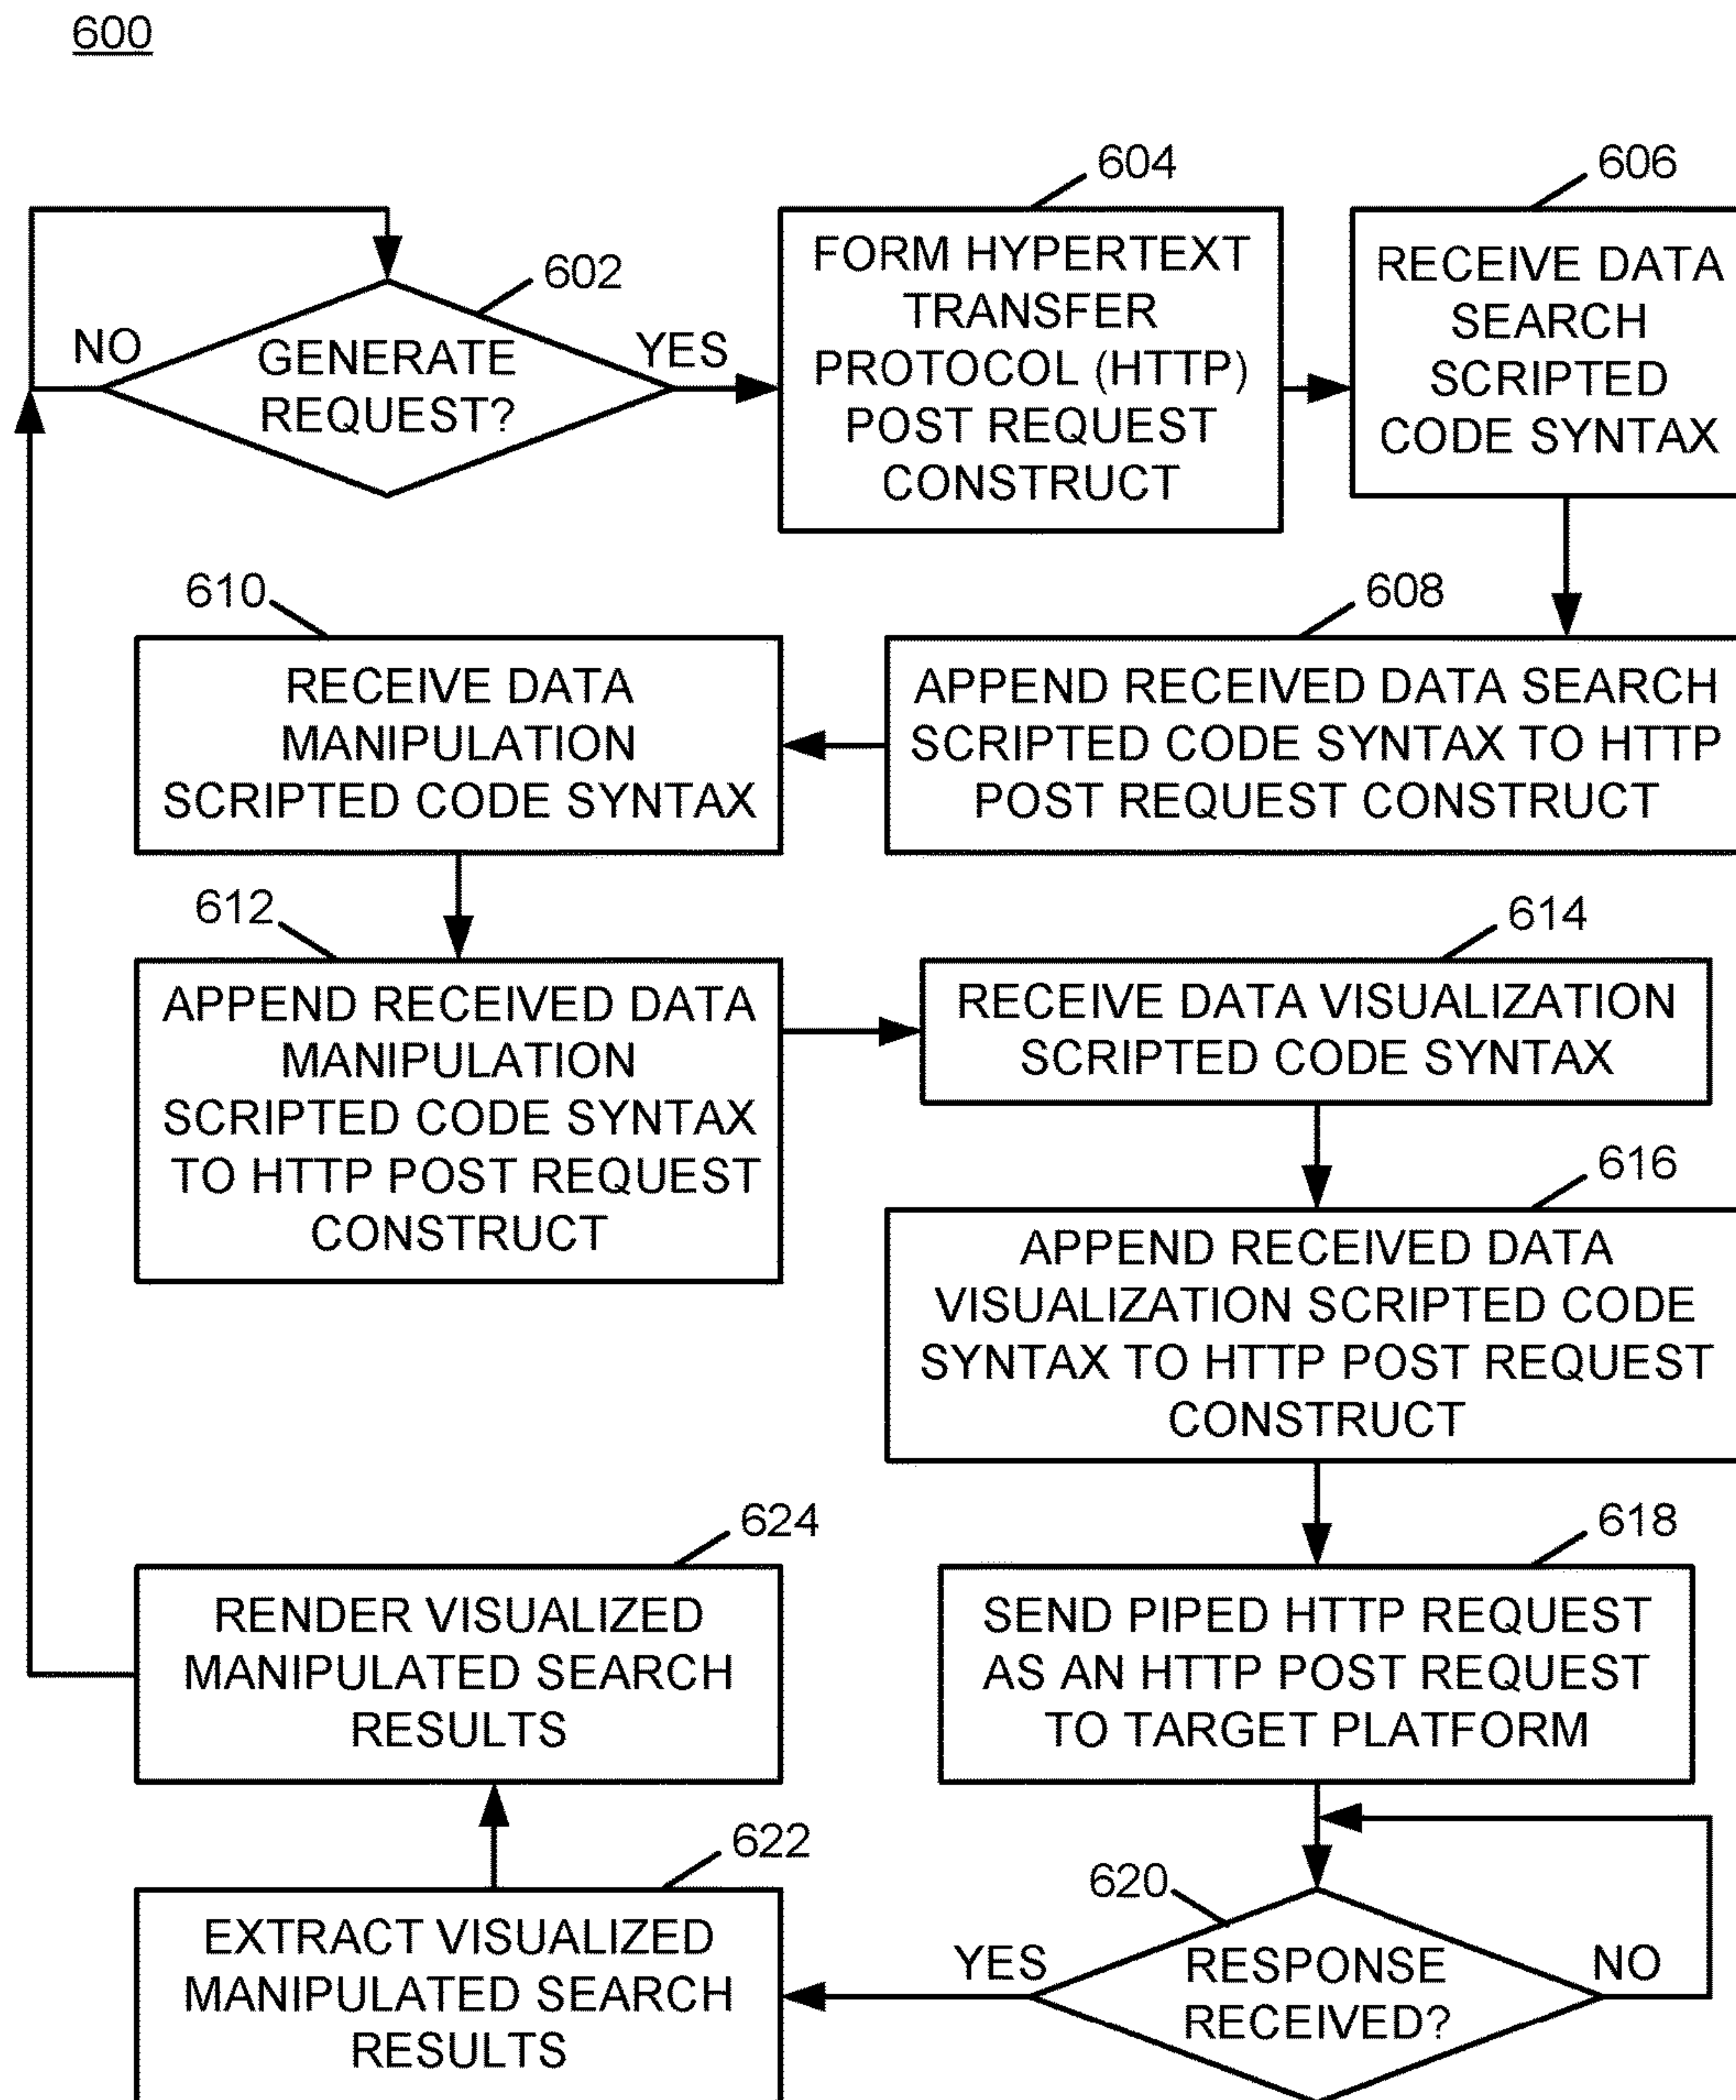 600
602
NO
GENERATE
REQUEST?
YES
604
FORM HYPERTEXT
TRANSFER
PROTOCOL (HTTP)
POST REQUEST
CONSTRUCT
606
RECEIVE DATA
SEARCH
SCRIPTED
CODE SYNTAX
608
APPEND RECEIVED DATA SEARCH
SCRIPTED CODE SYNTAX TO HTTP
POST REQUEST CONSTRUCT
610
RECEIVE DATA
MANIPULATION
SCRIPTED CODE SYNTAX
612
APPEND RECEIVED DATA
MANIPULATION
SCRIPTED CODE SYNTAX
TO HTTP POST REQUEST
CONSTRUCT
614
RECEIVE DATA VISUALIZATION
SCRIPTED CODE SYNTAX
616
APPEND RECEIVED DATA
VISUALIZATION SCRIPTED CODE
SYNTAX TO HTTP POST REQUEST
CONSTRUCT
618
SEND PIPED HTTP REQUEST
AS AN HTTP POST REQUEST
TO TARGET PLATFORM
620
YES
RESPONSE
RECEIVED?
NO
622
EXTRACT VISUALIZED
MANIPULATED SEARCH
RESULTS
624
RENDER VISUALIZED
MANIPULATED SEARCH
RESULTS